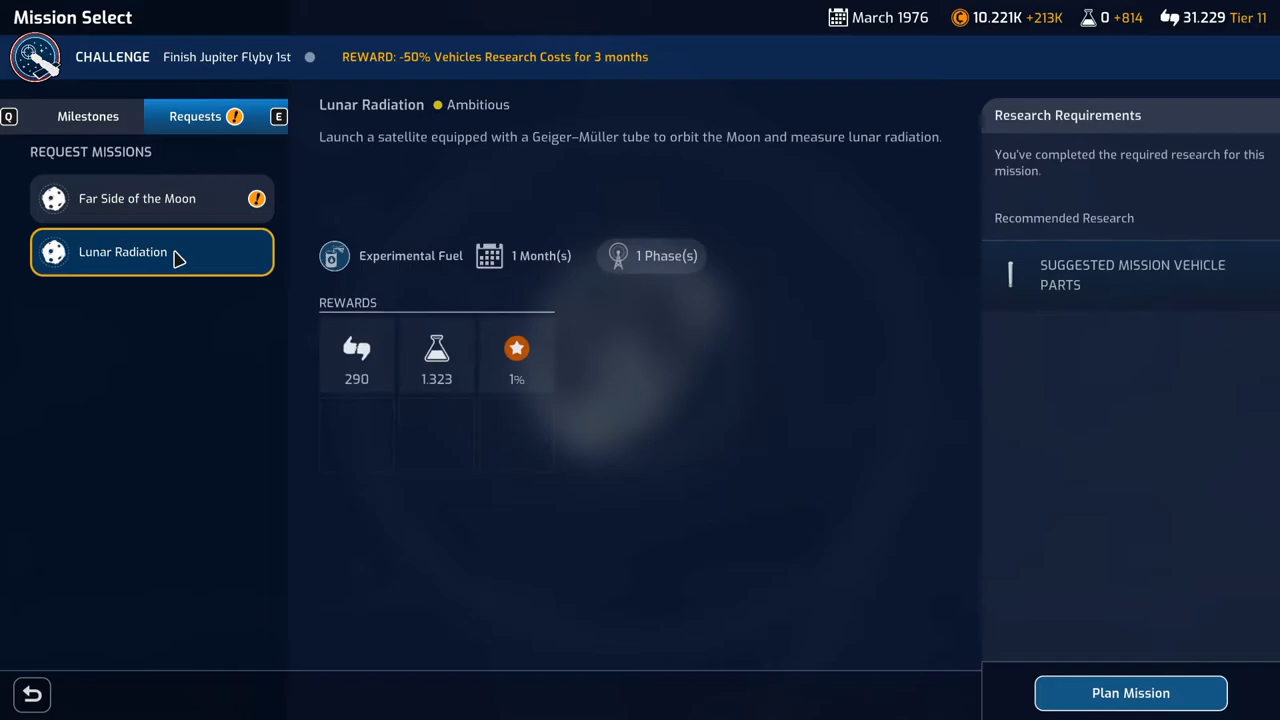 Mission Select
March 1976
10.221K +213K
0 +814
31.229 Tier 11
CHALLENGE Finish Jupiter Flyby 1st
REWARD: -50% Vehicles Research Costs for 3 months
Q Milestones Requests ! E
REQUEST MISSIONS
Far Side of the Moon !
Lunar Radiation
Lunar Radiation Ambitious
Launch a satellite equipped with a Geiger–Müller tube to orbit the Moon and measure lunar radiation.
Experimental Fuel 1 Month(s) 1 Phase(s)
REWARDS
290 1.323 1%
Research Requirements
You've completed the required research for this
mission.
Recommended Research
SUGGESTED MISSION VEHICLE
PARTS
Plan Mission